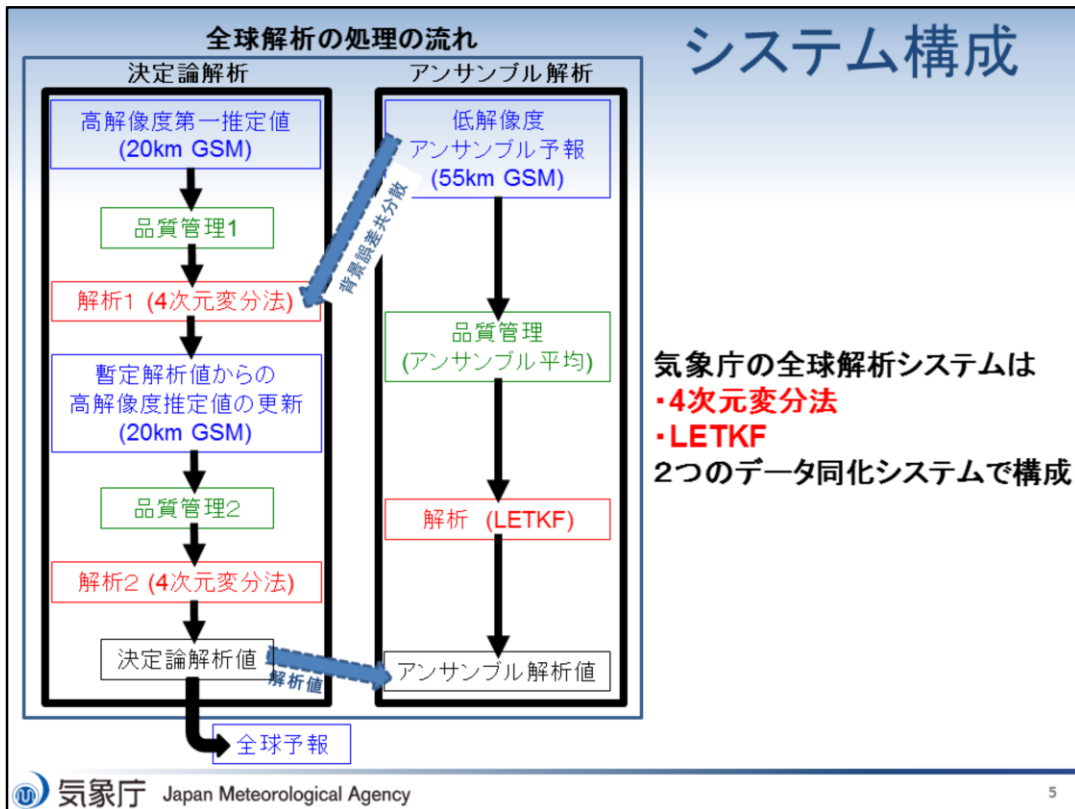 システム構成
全球解析の処理の流れ
決定論解析
高解像度第一推定値
(20km GSM)
品質管理1
解析1 (4次元変分法)
暫定解析値からの
高解像度推定値の更新
(20km GSM)
品質管理2
解析2 (4次元変分法)
決定論解析値
全球予報
アンサンブル解析
低解像度
アンサンブル予報
(55km GSM)
背景誤差共分散
品質管理
(アンサンブル平均)
解析 (LETKF)
解析値
アンサンブル解析値
気象庁の全球解析システムは
・4次元変分法
・LETKF
２つのデータ同化システムで構成
気象庁 Japan Meteorological Agency
5